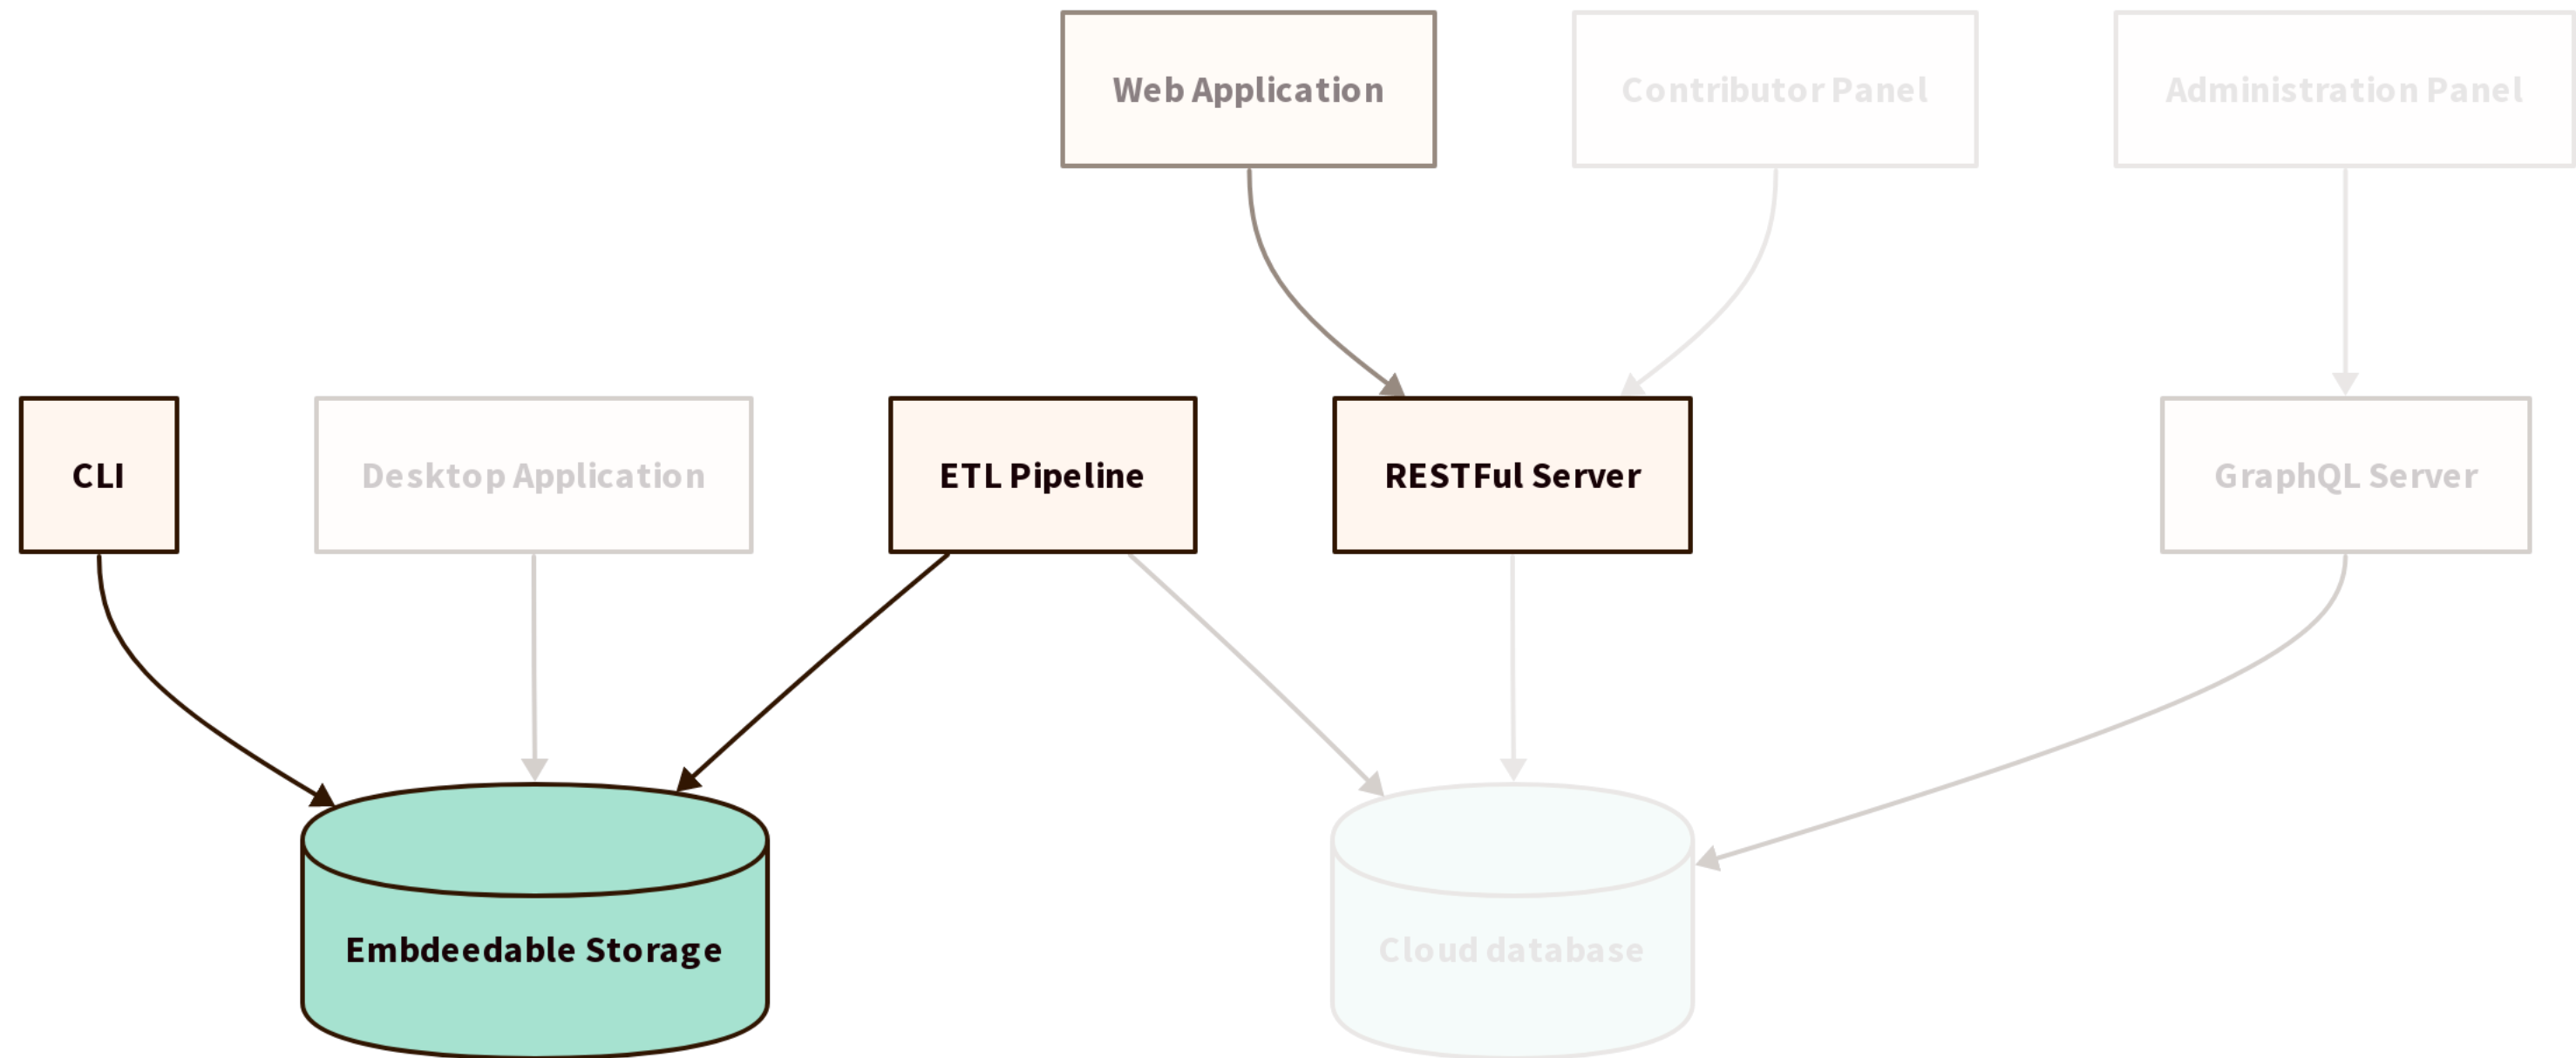 Web Application
Contributor Panel
Administration Panel
CLI
Desktop Application
ETL Pipeline
RESTFul Server
GraphQL Server
Embdeedable Storage
Cloud database